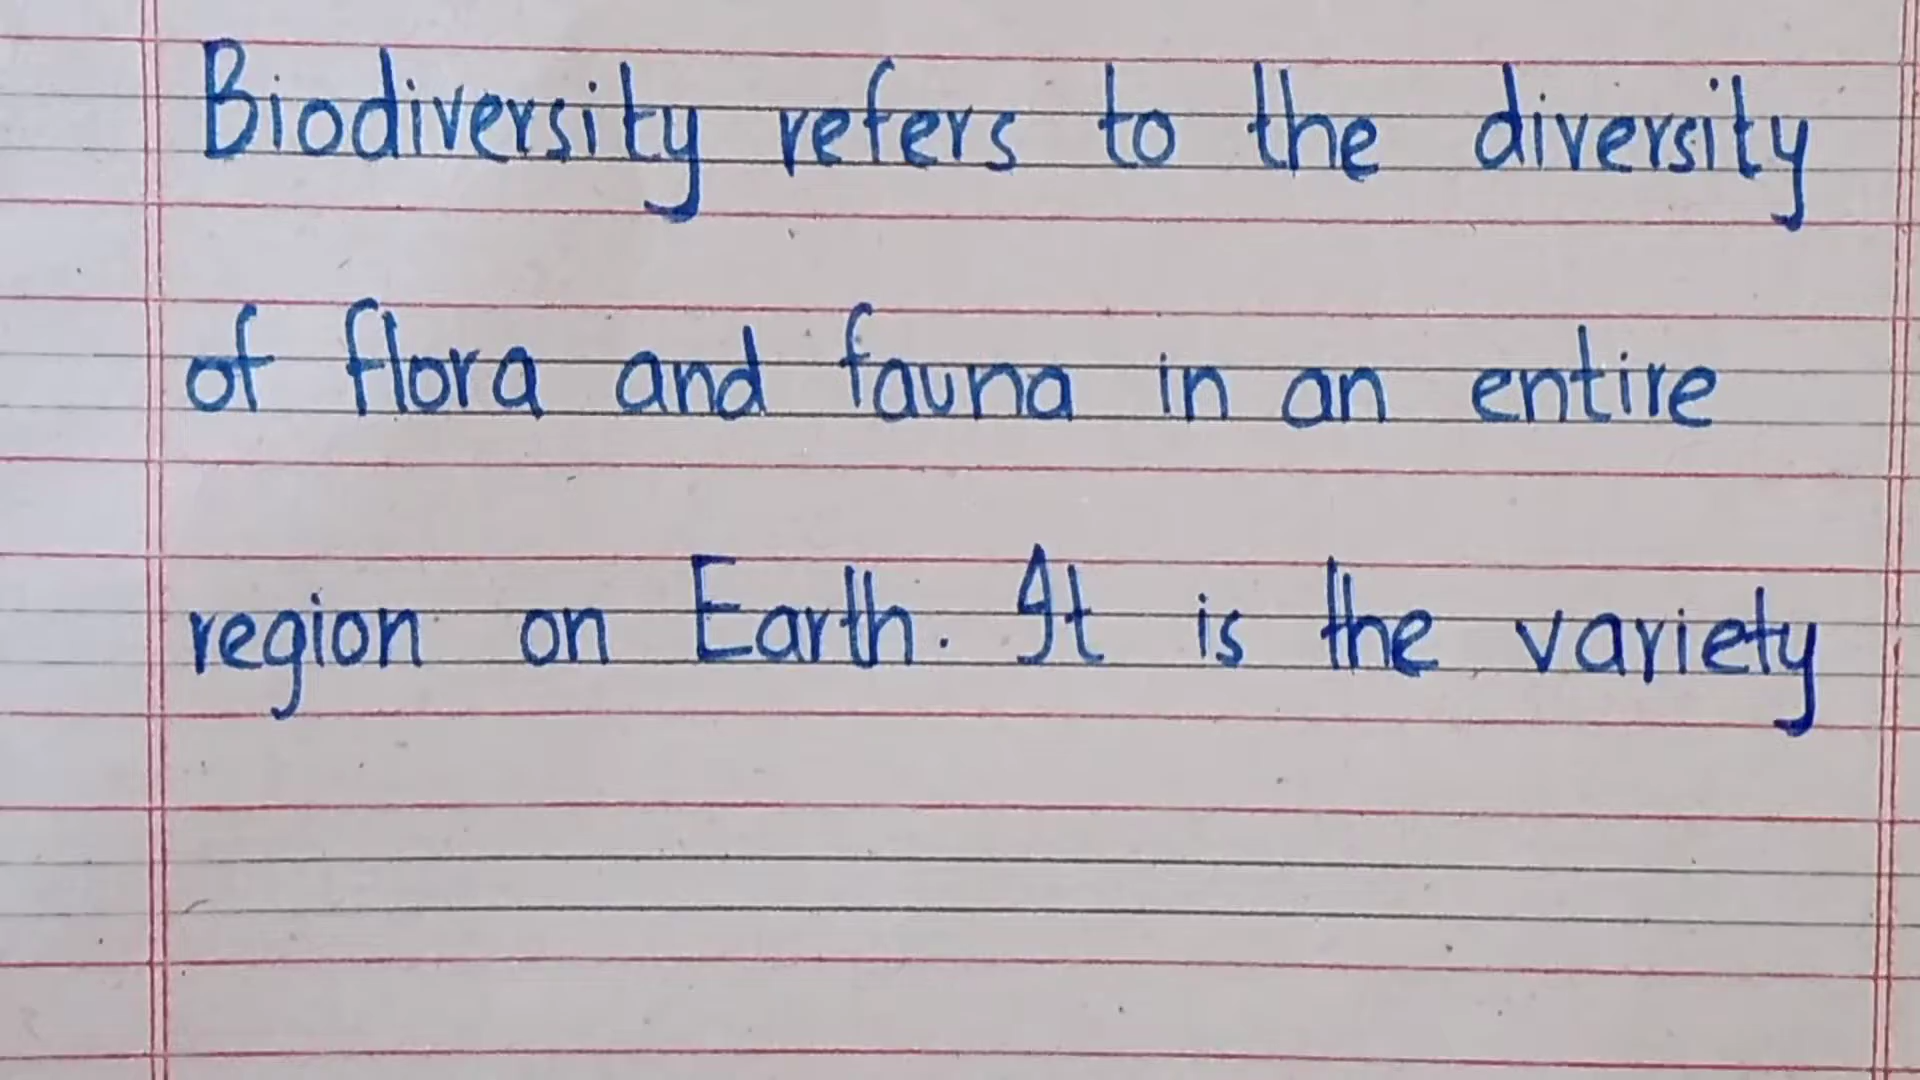 Biodiversity refers to the diversity
of flora and fauna in an entire
region on Earth. It is the variety